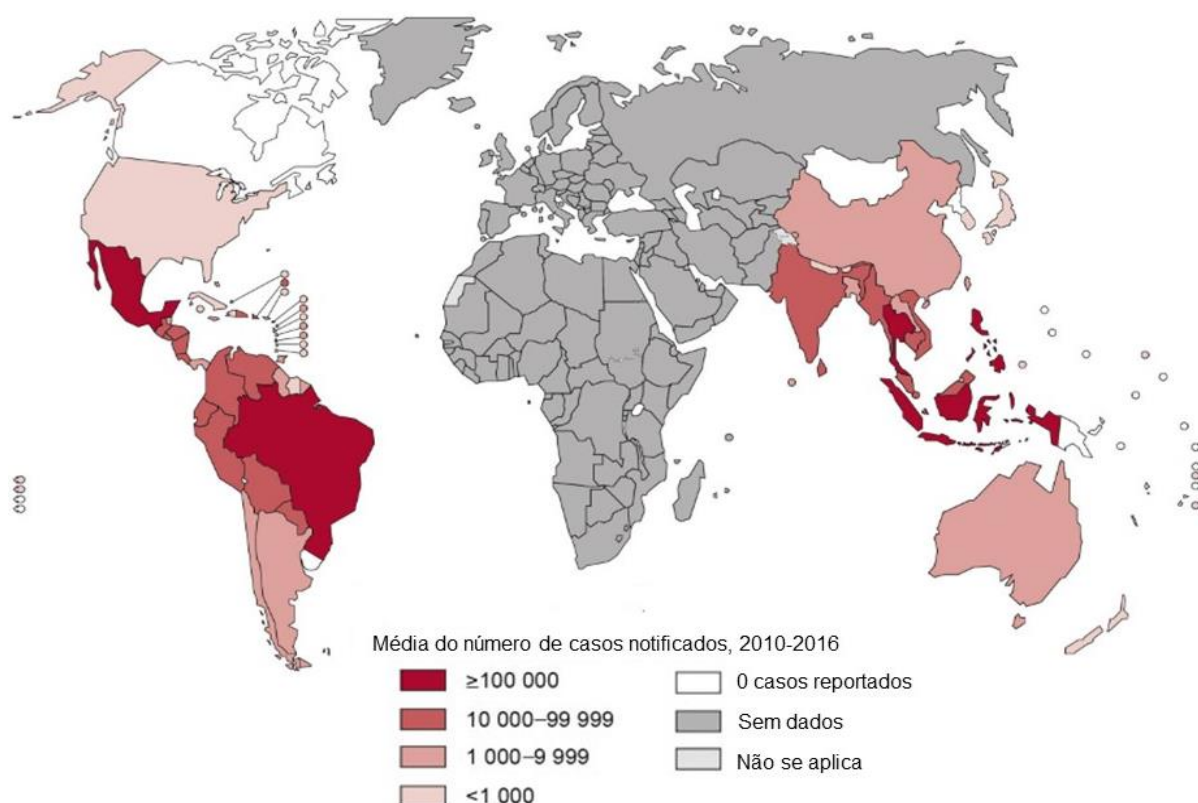 Média do número de casos notificados, 2010-2016
≥100 000
10 000–99 999
1 000–9 999
<1 000
0 casos reportados
Sem dados
Não se aplica